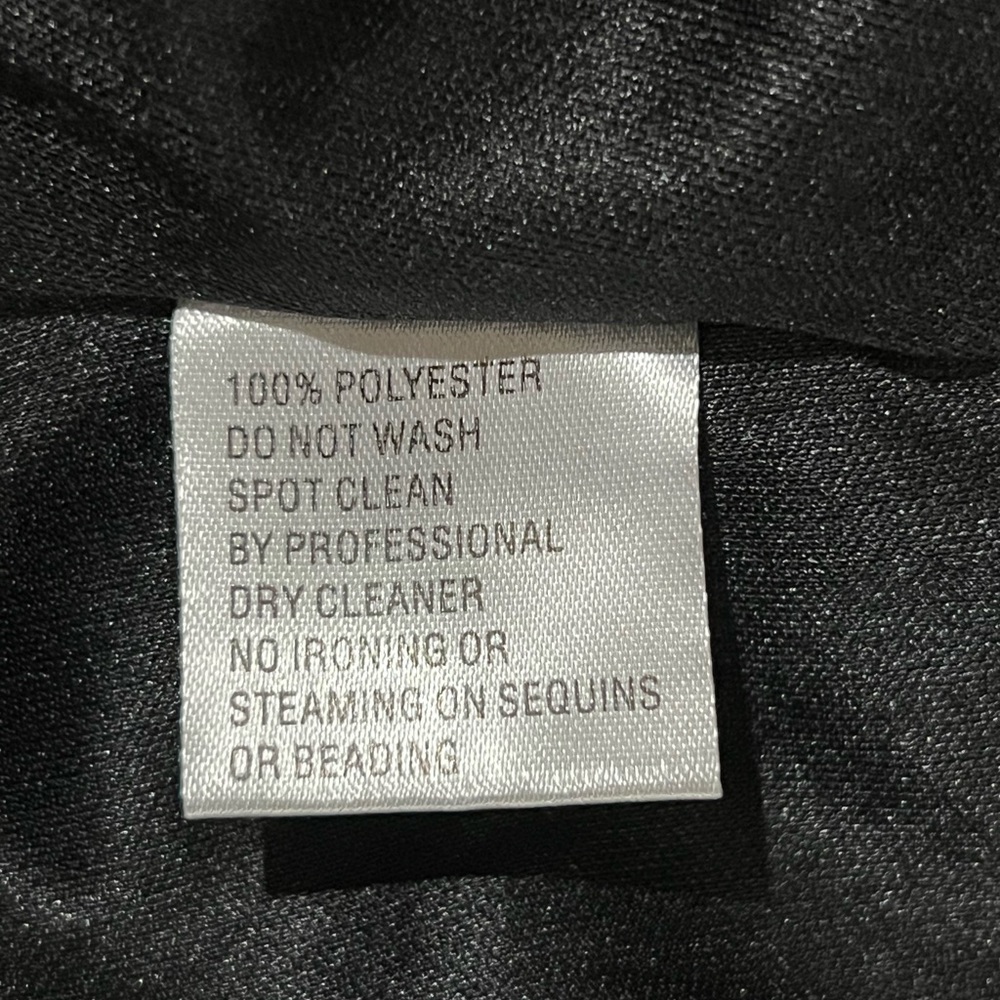 100% POLYESTER
DO NOT WASH
SPOT CLEAN
BY PROFESSIONAL
DRY CLEANER
NO IRONING OR
STEAMING ON SEQUINS
OR BEADING